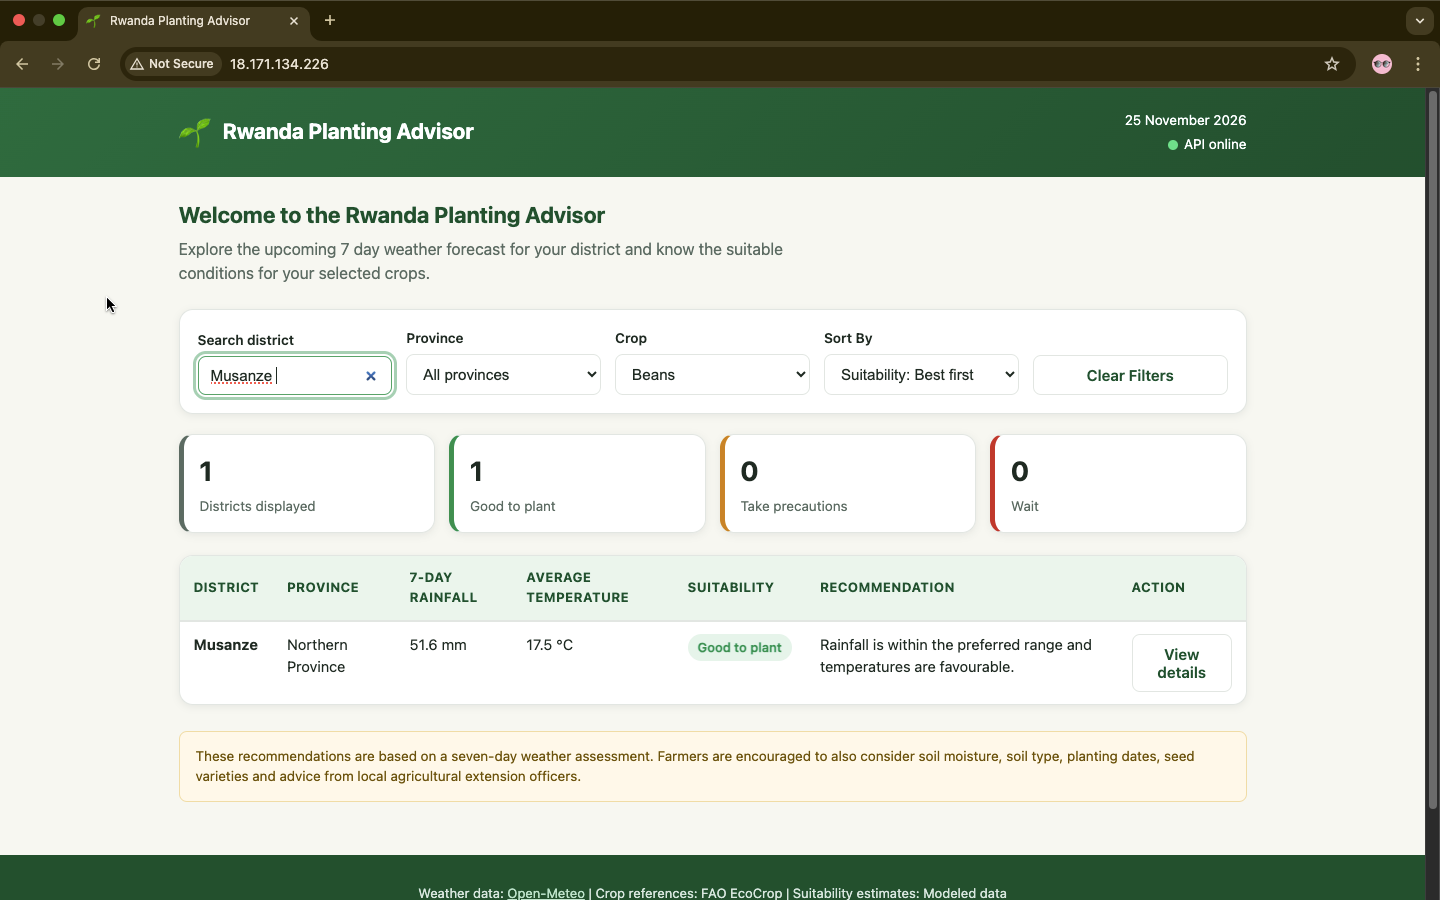 Rwanda Planting Advisor
Not Secure
18.171.134.226
Rwanda Planting Advisor
25 November 2026
API online
Welcome to the Rwanda Planting Advisor
Explore the upcoming 7 day weather forecast for your district and know the suitable
conditions for your selected crops.
Search district
Province
Crop
Sort By
Musanze
All provinces
Beans
Suitability: Best first
Clear Filters
1
Districts displayed
1
Good to plant
0
Take precautions
0
Wait
DISTRICT
PROVINCE
7-DAY
RAINFALL
AVERAGE
TEMPERATURE
SUITABILITY
RECOMMENDATION
ACTION
Musanze
Northern
Province
51.6 mm
17.5 °C
Good to plant
Rainfall is within the preferred range and
temperatures are favourable.
View
details
These recommendations are based on a seven-day weather assessment. Farmers are encouraged to also consider soil moisture, soil type, planting dates, seed
varieties and advice from local agricultural extension officers.
Weather data: Open-Meteo | Crop references: FAO EcoCrop | Suitability estimates: Modeled data